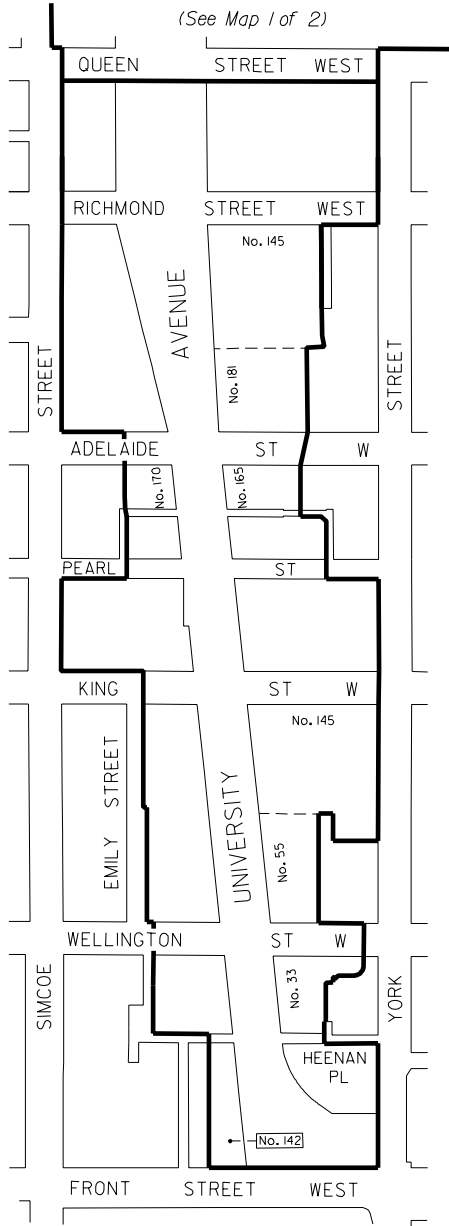 (See Map 1 of 2)
QUEEN STREET WEST
RICHMOND STREET WEST
No. 145
AVENUE
No. 181
STREET
STREET
ADELAIDE ST W
No. 170
No. 165
PEARL ST
KING ST W
No. 145
EMILY STREET
UNIVERSITY
No. 55
WELLINGTON ST W
SIMCOE
No. 33
YORK
HEENAN
PL
No. 142
FRONT STREET WEST